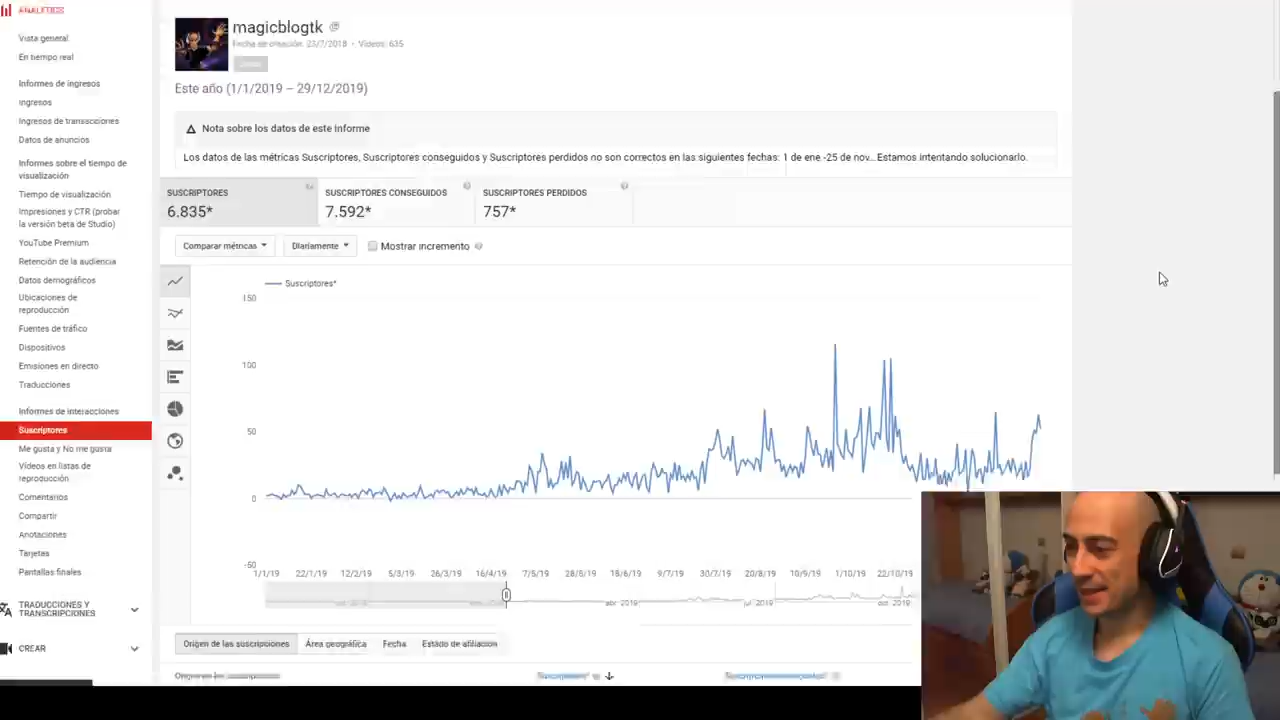 ANALYTICS
Vista general
En tiempo real
Informes de ingresos
Ingresos
Ingresos de transacciones
Datos de anuncios
Informes sobre el tiempo de
visualización
Tiempo de visualización
Impresiones y CTR (probar
la versión beta de Studio)
YouTube Premium
Retención de la audiencia
Datos demográficos
Ubicaciones de
reproducción
Fuentes de tráfico
Dispositivos
Emisiones en directo
Traducciones
Informes de interacciones
Suscriptores
Me gusta y No me gusta
Vídeos en listas de
reproducción
Comentarios
Compartir
Anotaciones
Tarjetas
Pantallas finales
TRADUCCIONES Y
TRANSCRIPCIONES
CREAR
magicblogtk
Fecha de creación: 23/7/2018 • Vídeos: 635
Este año (1/1/2019 – 29/12/2019)
Nota sobre los datos de este informe
Los datos de las métricas Suscriptores, Suscriptores conseguidos y Suscriptores perdidos no son correctos en las siguientes fechas: 1 de ene.-25 de nov.. Estamos intentando solucionarlo.
SUSCRIPTORES
6.835*
SUSCRIPTORES CONSEGUIDOS
7.592*
SUSCRIPTORES PERDIDOS
757*
Comparar métricas
Diariamente
Mostrar incremento
Suscriptores*
150
100
50
0
-50
1/1/19 22/1/19 12/2/19 5/3/19 26/3/19 16/4/19 7/5/19 28/5/19 18/6/19 9/7/19 30/7/19 20/8/19 10/9/19 1/10/19 22/10/19
abr. 2019 jul. 2019 oct. 2019
Origen de las suscripciones Área geográfica Fecha Estado de afiliación